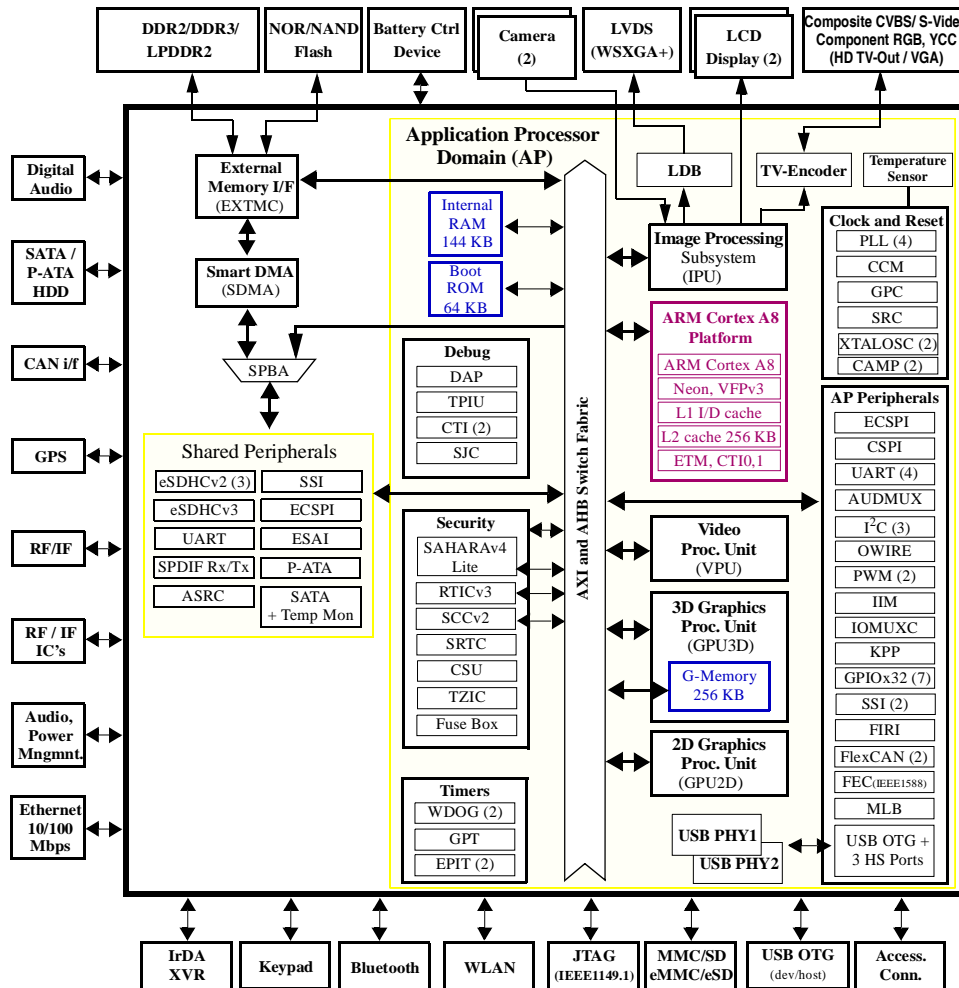 DDR2/DDR3/
LPDDR2
NOR/NAND
Flash
Battery Ctrl
Device
Camera
(2)
LVDS
(WSXGA+)
LCD
Display (2)
Composite CVBS/ S-Video
Component RGB, YCC
(HD TV-Out / VGA)
Digital
Audio
SATA /
P-ATA
HDD
CAN i/f
GPS
RF/IF
RF / IF
IC's
Audio,
Power
Mngmnt.
Ethernet
10/100
Mbps
Application Processor
Domain (AP)
External
Memory I/F
(EXTMC)
Smart DMA
(SDMA)
SPBA
Shared Peripherals
eSDHCv2 (3)
SSI
eSDHCv3
ECSPI
UART
ESAI
SPDIF Rx/Tx
P-ATA
ASRC
SATA
+ Temp Mon
Internal
RAM
144 KB
Boot
ROM
64 KB
Debug
DAP
TPIU
CTI (2)
SJC
Security
SAHARAv4
Lite
RTICv3
SCCv2
SRTC
CSU
TZIC
Fuse Box
Timers
WDOG (2)
GPT
EPIT (2)
AXI and AHB Switch Fabric
LDB
TV-Encoder
Temperature
Sensor
Image Processing
Subsystem
(IPU)
ARM Cortex A8
Platform
ARM Cortex A8
Neon, VFPv3
L1 I/D cache
L2 cache 256 KB
ETM, CTI0,1
Video
Proc. Unit
(VPU)
3D Graphics
Proc. Unit
(GPU3D)
G-Memory
256 KB
2D Graphics
Proc. Unit
(GPU2D)
USB PHY1
USB PHY2
Clock and Reset
PLL (4)
CCM
GPC
SRC
XTALOSC (2)
CAMP (2)
AP Peripherals
ECSPI
CSPI
UART (4)
AUDMUX
I²C (3)
OWIRE
PWM (2)
IIM
IOMUXC
KPP
GPIOx32 (7)
SSI (2)
FIRI
FlexCAN (2)
FEC(IEEE1588)
MLB
USB OTG +
3 HS Ports
IrDA
XVR
Keypad
Bluetooth
WLAN
JTAG
(IEEE1149.1)
MMC/SD
eMMC/eSD
USB OTG
(dev/host)
Access.
Conn.